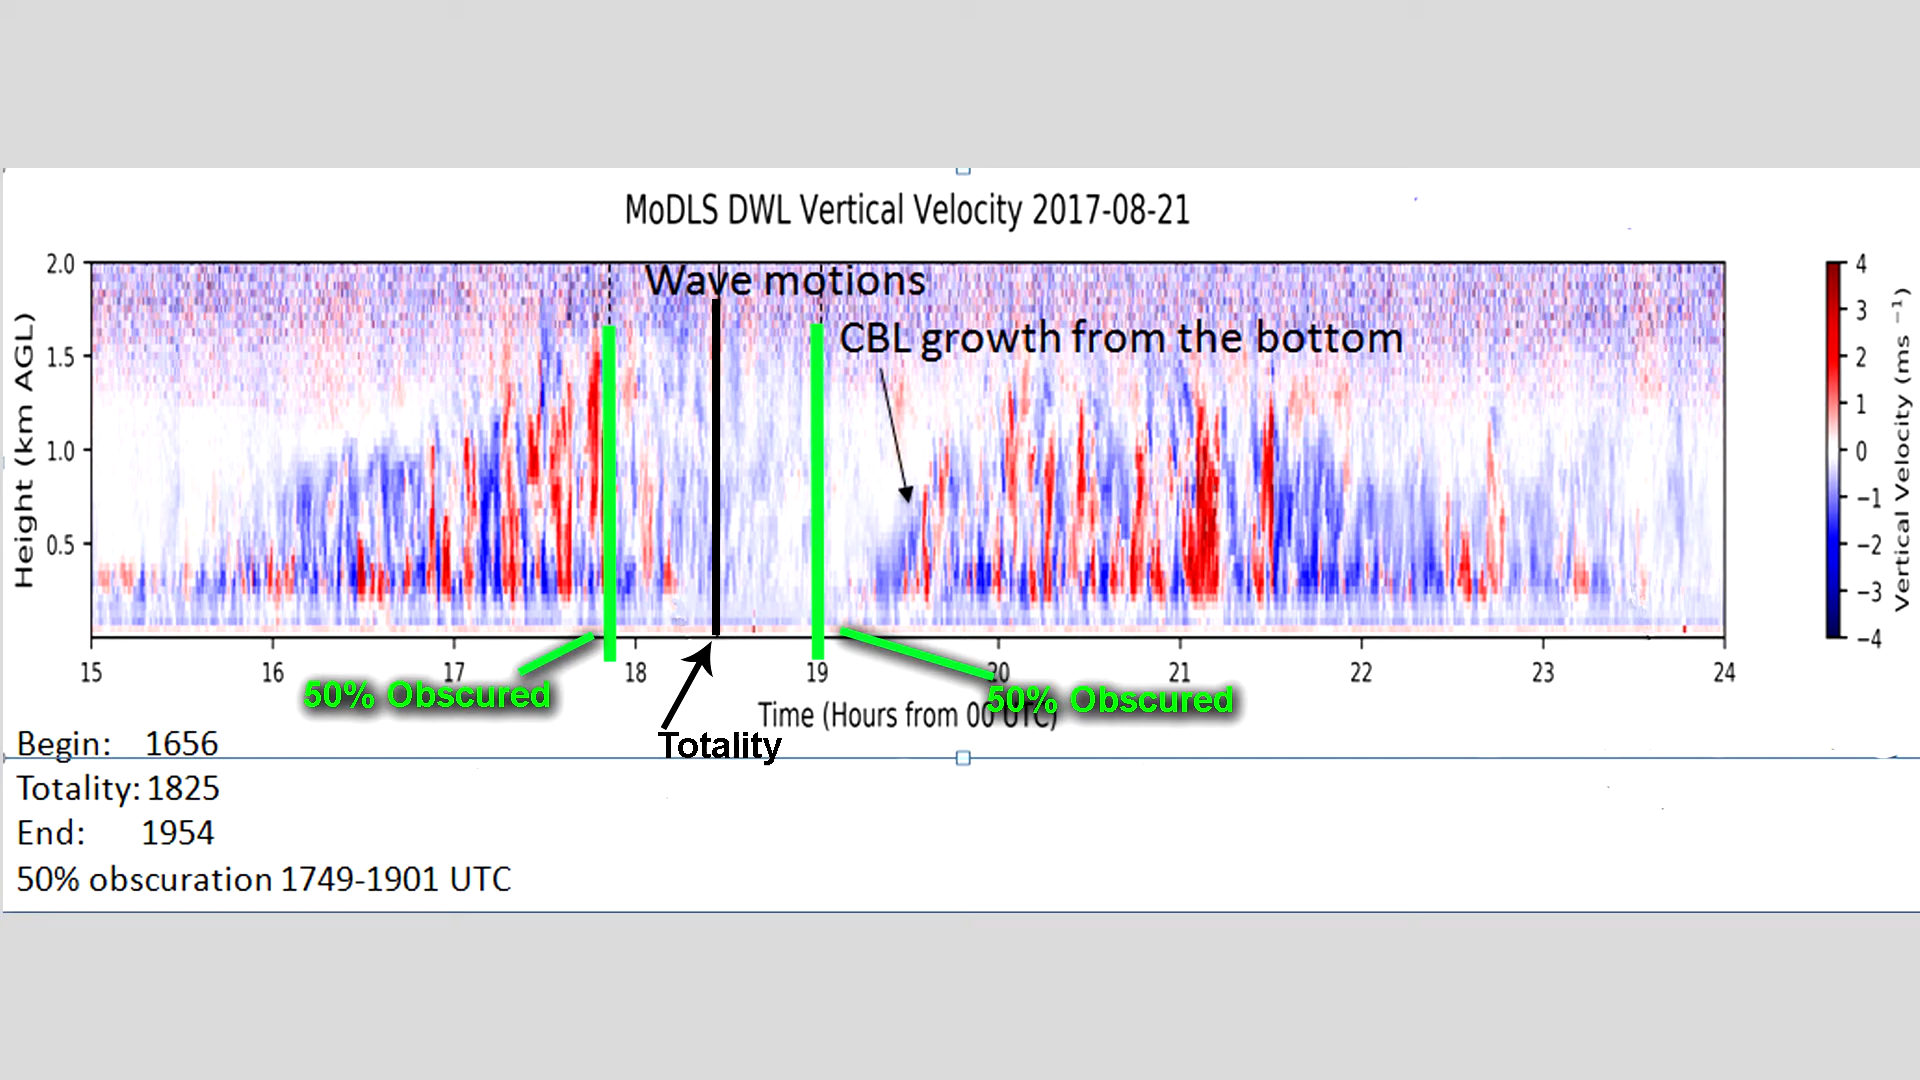 MoDLS DWL Vertical Velocity 2017-08-21
Wave motions
CBL growth from the bottom
Height (km AGL)
2.0
1.5
1.0
0.5
15 16 17 18 19 20 21 22 23 24
50% Obscured
50% Obscured
Time (Hours from 00 UTC)
Totality
4
3
2
1
0
−1
−2
−3
−4
Vertical Velocity (ms ⁻¹)
Begin: 1656
Totality: 1825
End: 1954
50% obscuration 1749-1901 UTC